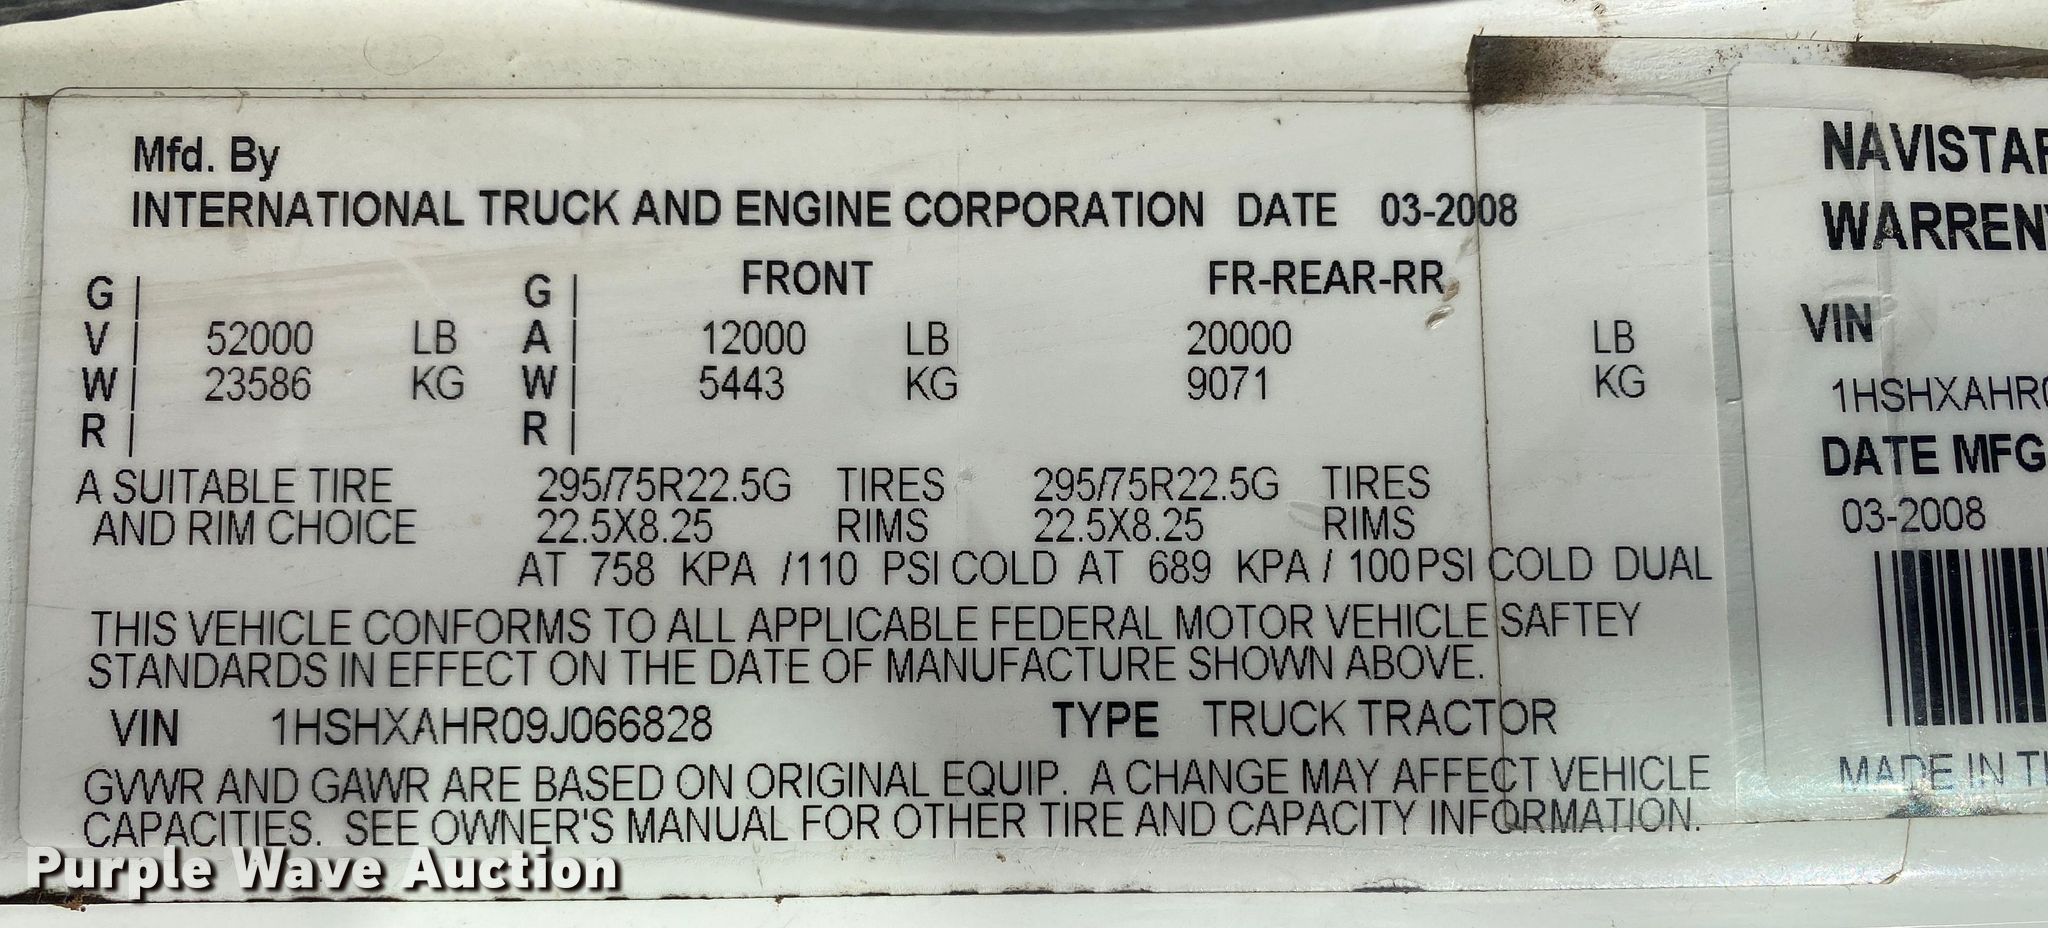 Mfd. By
INTERNATIONAL TRUCK AND ENGINE CORPORATION DATE 03-2008
FRONT FR-REAR-RR
G G
V 52000 LB A 12000 LB 20000 LB
W 23586 KG W 5443 KG 9071 KG
R R
A SUITABLE TIRE 295/75R22.5G TIRES 295/75R22.5G TIRES
AND RIM CHOICE 22.5X8.25 RIMS 22.5X8.25 RIMS
AT 758 KPA /110 PSI COLD AT 689 KPA / 100PSI COLD DUAL
THIS VEHICLE CONFORMS TO ALL APPLICABLE FEDERAL MOTOR VEHICLE SAFTEY
STANDARDS IN EFFECT ON THE DATE OF MANUFACTURE SHOWN ABOVE.
VIN 1HSHXAHR09J066828 TYPE TRUCK TRACTOR
GVWR AND GAWR ARE BASED ON ORIGINAL EQUIP. A CHANGE MAY AFFECT VEHICLE
CAPACITIES. SEE OWNER'S MANUAL FOR OTHER TIRE AND CAPACITY INFORMATION.
NAVISTAR
WARREN
VIN
1HSHXAHR0
DATE MFG
03-2008
MADE IN
Purple Wave Auction